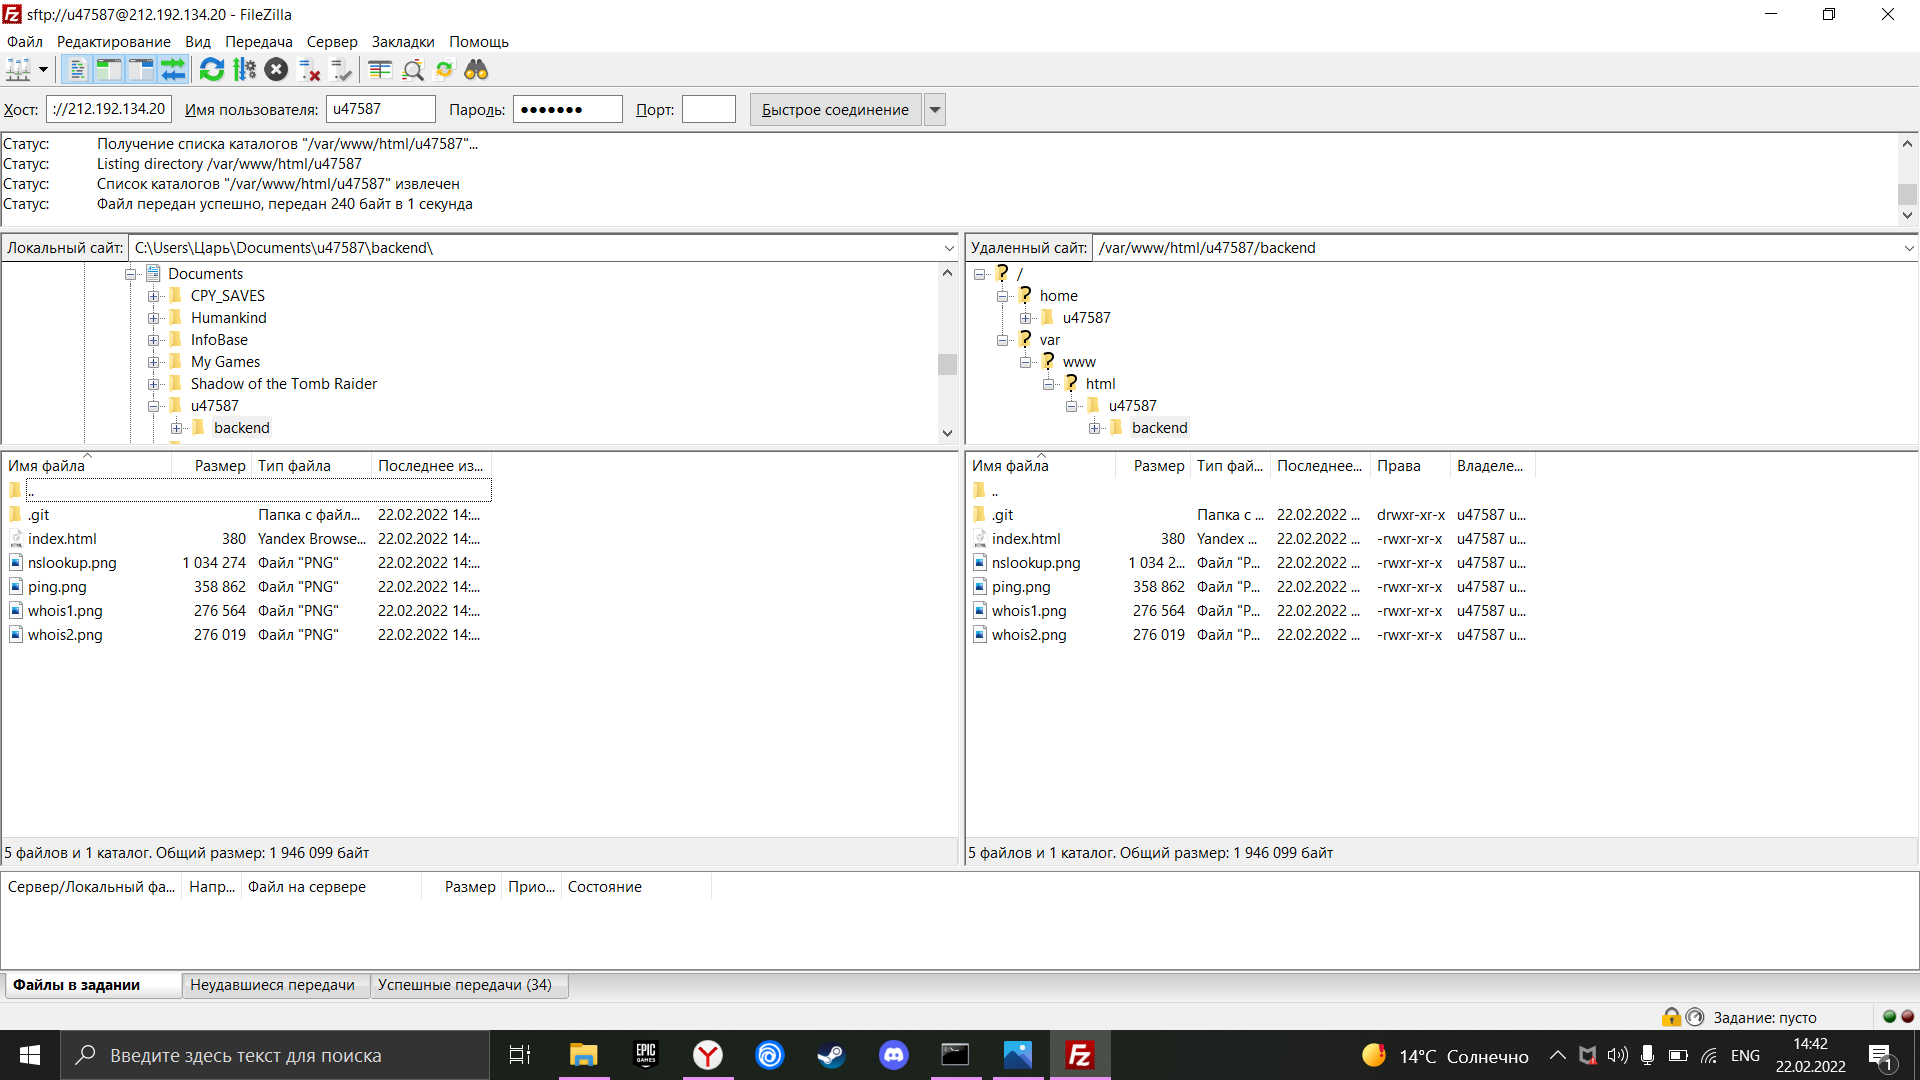 sftp://u47587@212.192.134.20 - FileZilla
Файл Редактирование Вид Передача Сервер Закладки Помощь
Хост: ://212.192.134.20 Имя пользователя: u47587 Пароль: ●●●●●●● Порт: Быстрое соединение
Статус: Получение списка каталогов "/var/www/html/u47587"...
Статус: Listing directory /var/www/html/u47587
Статус: Список каталогов "/var/www/html/u47587" извлечен
Статус: Файл передан успешно, передан 240 байт в 1 секунда
Локальный сайт: C:\Users\Царь\Documents\u47587\backend\
Documents
CPY_SAVES
Humankind
InfoBase
My Games
Shadow of the Tomb Raider
u47587
backend
Удаленный сайт: /var/www/html/u47587/backend
/
home
u47587
var
www
html
u47587
backend
Имя файла Размер Тип файла Последнее из...
..
.git Папка с файл... 22.02.2022 14:...
index.html 380 Yandex Browse... 22.02.2022 14:...
nslookup.png 1 034 274 Файл "PNG" 22.02.2022 14:...
ping.png 358 862 Файл "PNG" 22.02.2022 14:...
whois1.png 276 564 Файл "PNG" 22.02.2022 14:...
whois2.png 276 019 Файл "PNG" 22.02.2022 14:...
5 файлов и 1 каталог. Общий размер: 1 946 099 байт
Имя файла Размер Тип фай... Последнее... Права Владеле...
..
.git Папка с ... 22.02.2022 ... drwxr-xr-x u47587 u...
index.html 380 Yandex ... 22.02.2022 ... -rwxr-xr-x u47587 u...
nslookup.png 1 034 2... Файл "P... 22.02.2022 ... -rwxr-xr-x u47587 u...
ping.png 358 862 Файл "P... 22.02.2022 ... -rwxr-xr-x u47587 u...
whois1.png 276 564 Файл "P... 22.02.2022 ... -rwxr-xr-x u47587 u...
whois2.png 276 019 Файл "P... 22.02.2022 ... -rwxr-xr-x u47587 u...
5 файлов и 1 каталог. Общий размер: 1 946 099 байт
Сервер/Локальный фа... Напр... Файл на сервере Размер Прио... Состояние
Файлы в задании Неудавшиеся передачи Успешные передачи (34)
Задание: пусто
Введите здесь текст для поиска
EPIC GAMES
14°C Солнечно
ENG
14:42
22.02.2022
1